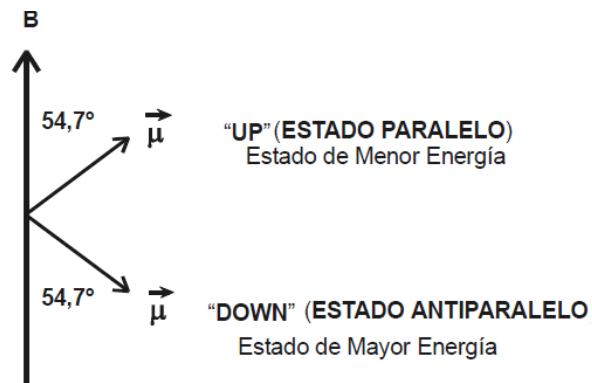 B
54,7°
μ
"UP" (ESTADO PARALELO)
Estado de Menor Energía
54,7°
μ
"DOWN" (ESTADO ANTIPARALELO
Estado de Mayor Energía